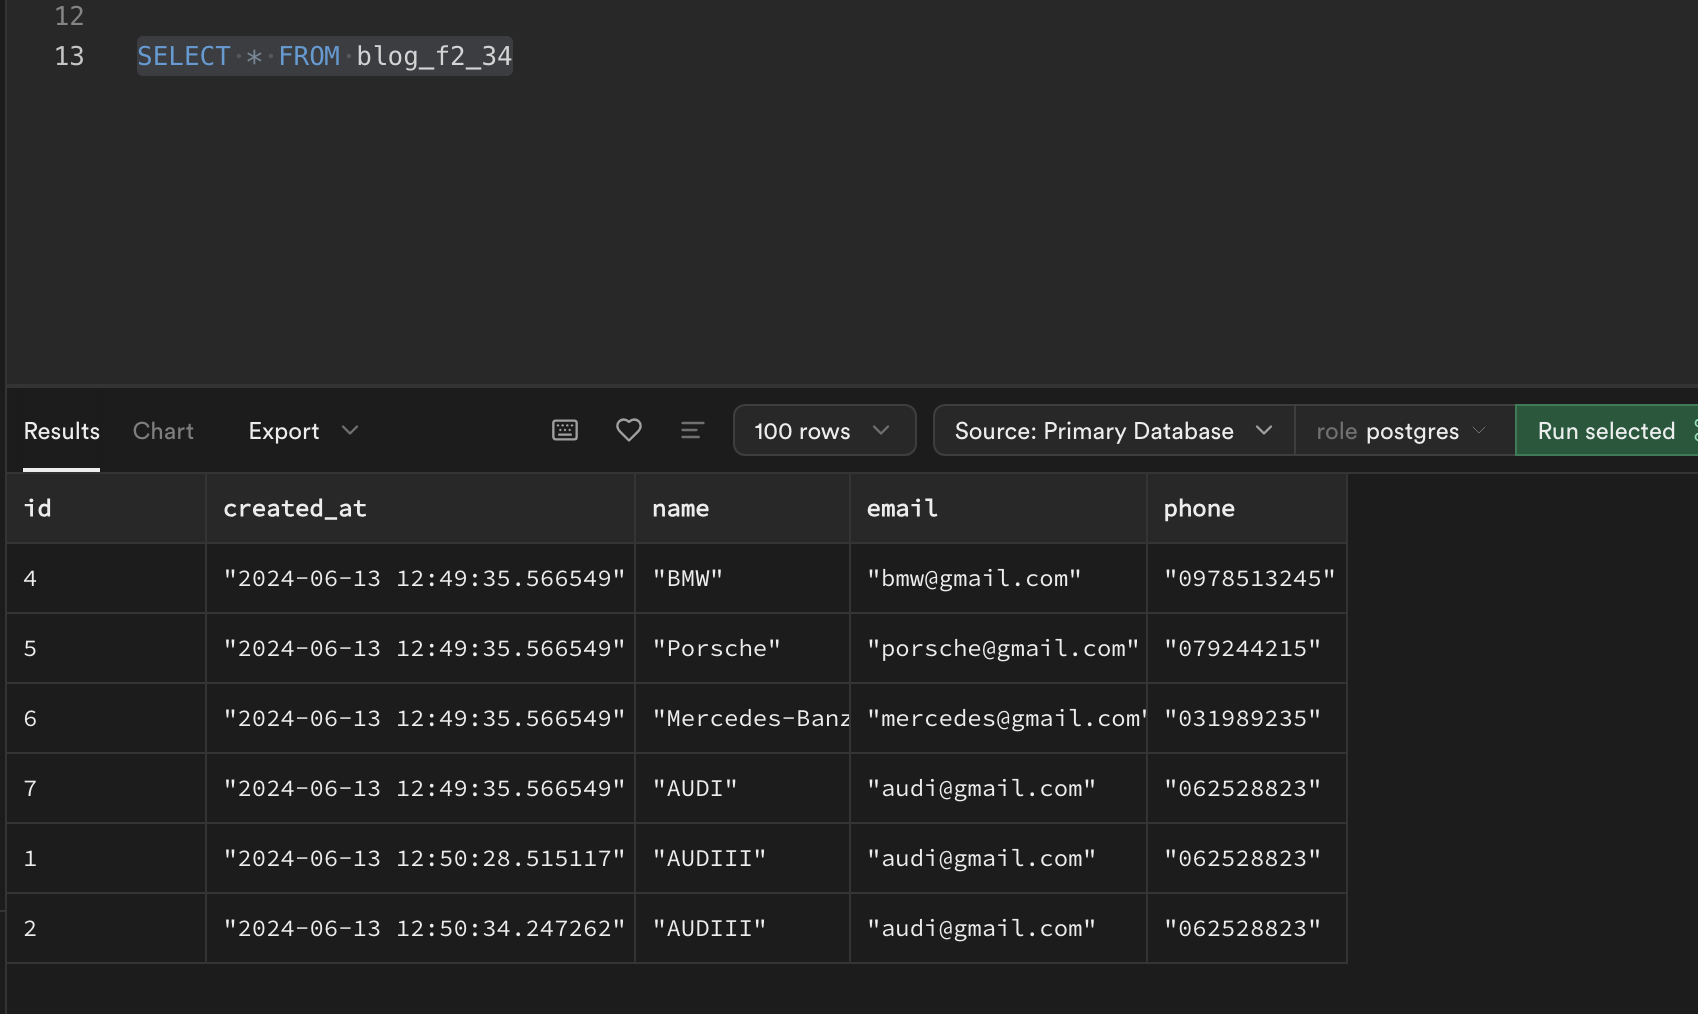 12
13 SELECT * FROM blog_f2_34
Results Chart Export 100 rows Source: Primary Database role postgres Run selected
id created_at name email phone
4 "2024-06-13 12:49:35.566549" "BMW" "bmw@gmail.com" "0978513245"
5 "2024-06-13 12:49:35.566549" "Porsche" "porsche@gmail.com" "079244215"
6 "2024-06-13 12:49:35.566549" "Mercedes-Banz "mercedes@gmail.com" "031989235"
7 "2024-06-13 12:49:35.566549" "AUDI" "audi@gmail.com" "062528823"
1 "2024-06-13 12:50:28.515117" "AUDIII" "audi@gmail.com" "062528823"
2 "2024-06-13 12:50:34.247262" "AUDIII" "audi@gmail.com" "062528823"